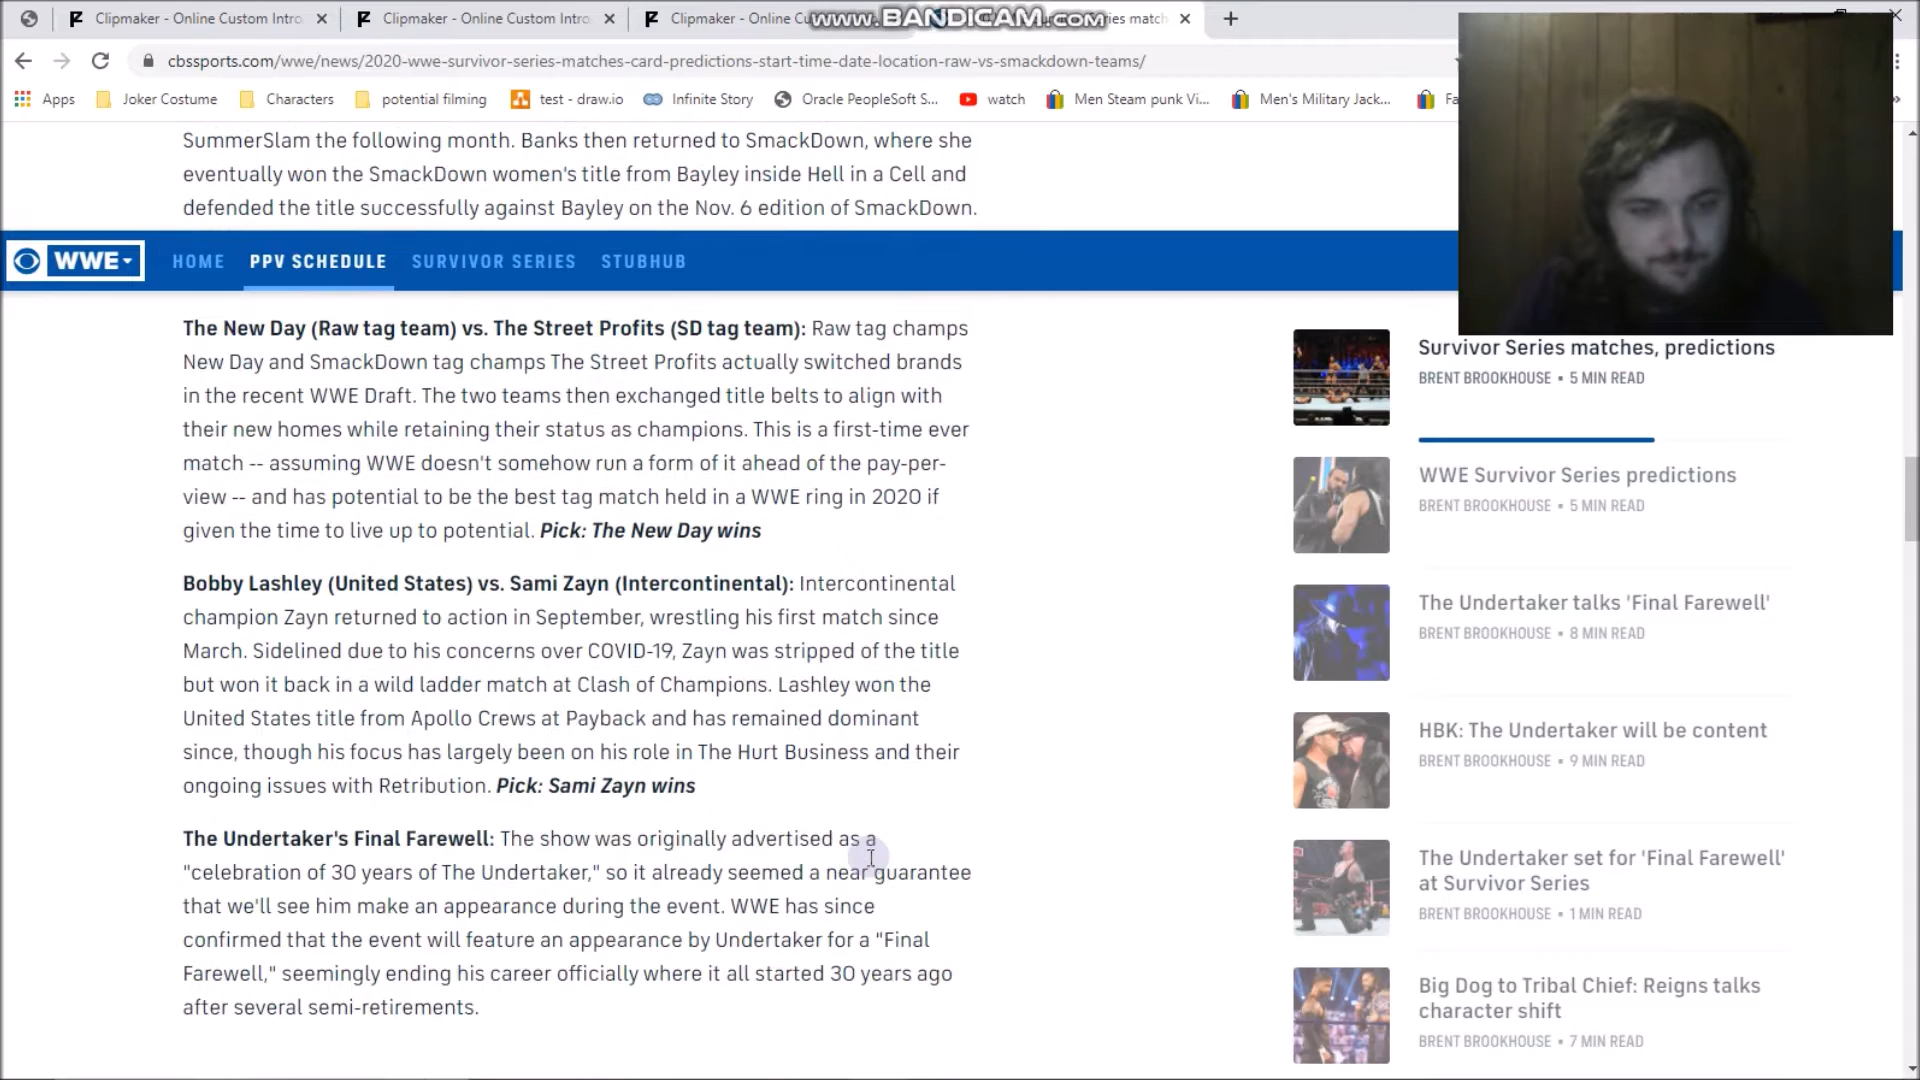 Clipmaker - Online Custom Intro
Clipmaker - Online Custom Intro
Clipmaker - Online Cu
www.BANDICAM.com
ries match
cbssports.com/wwe/news/2020-wwe-survivor-series-matches-card-predictions-start-time-date-location-raw-vs-smackdown-teams/
Apps
Joker Costume
Characters
potential filming
test - draw.io
Infinite Story
Oracle PeopleSoft S...
watch
Men Steam punk Vi...
Men's Military Jack...
Fa
SummerSlam the following month. Banks then returned to SmackDown, where she
eventually won the SmackDown women's title from Bayley inside Hell in a Cell and
defended the title successfully against Bayley on the Nov. 6 edition of SmackDown.
WWE
HOME
PPV SCHEDULE
SURVIVOR SERIES
STUBHUB
The New Day (Raw tag team) vs. The Street Profits (SD tag team): Raw tag champs
New Day and SmackDown tag champs The Street Profits actually switched brands
in the recent WWE Draft. The two teams then exchanged title belts to align with
their new homes while retaining their status as champions. This is a first-time ever
match -- assuming WWE doesn't somehow run a form of it ahead of the pay-per-
view -- and has potential to be the best tag match held in a WWE ring in 2020 if
given the time to live up to potential. Pick: The New Day wins
Bobby Lashley (United States) vs. Sami Zayn (Intercontinental): Intercontinental
champion Zayn returned to action in September, wrestling his first match since
March. Sidelined due to his concerns over COVID-19, Zayn was stripped of the title
but won it back in a wild ladder match at Clash of Champions. Lashley won the
United States title from Apollo Crews at Payback and has remained dominant
since, though his focus has largely been on his role in The Hurt Business and their
ongoing issues with Retribution. Pick: Sami Zayn wins
The Undertaker's Final Farewell: The show was originally advertised as a
"celebration of 30 years of The Undertaker," so it already seemed a near guarantee
that we'll see him make an appearance during the event. WWE has since
confirmed that the event will feature an appearance by Undertaker for a "Final
Farewell," seemingly ending his career officially where it all started 30 years ago
after several semi-retirements.
Survivor Series matches, predictions
BRENT BROOKHOUSE • 5 MIN READ
WWE Survivor Series predictions
BRENT BROOKHOUSE • 5 MIN READ
The Undertaker talks 'Final Farewell'
BRENT BROOKHOUSE • 8 MIN READ
HBK: The Undertaker will be content
BRENT BROOKHOUSE • 9 MIN READ
The Undertaker set for 'Final Farewell'
at Survivor Series
BRENT BROOKHOUSE • 1 MIN READ
Big Dog to Tribal Chief: Reigns talks
character shift
BRENT BROOKHOUSE • 7 MIN READ